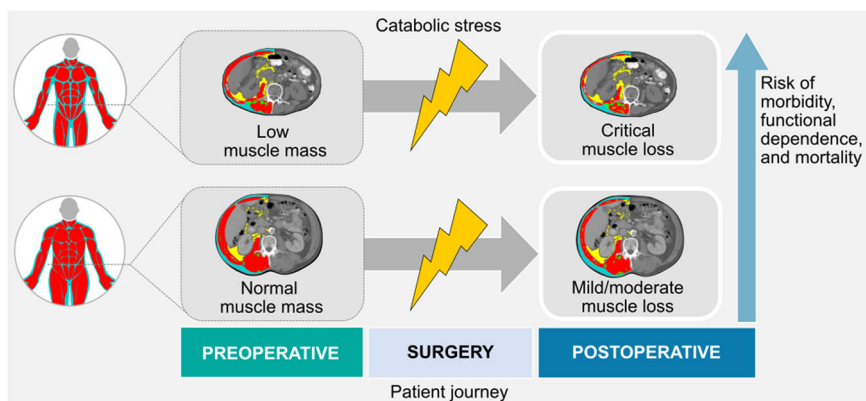 Catabolic stress
Low
muscle mass
Critical
muscle loss
Risk of
morbidity,
functional
dependence,
and mortality
Normal
muscle mass
Mild/moderate
muscle loss
PREOPERATIVE
SURGERY
POSTOPERATIVE
Patient journey